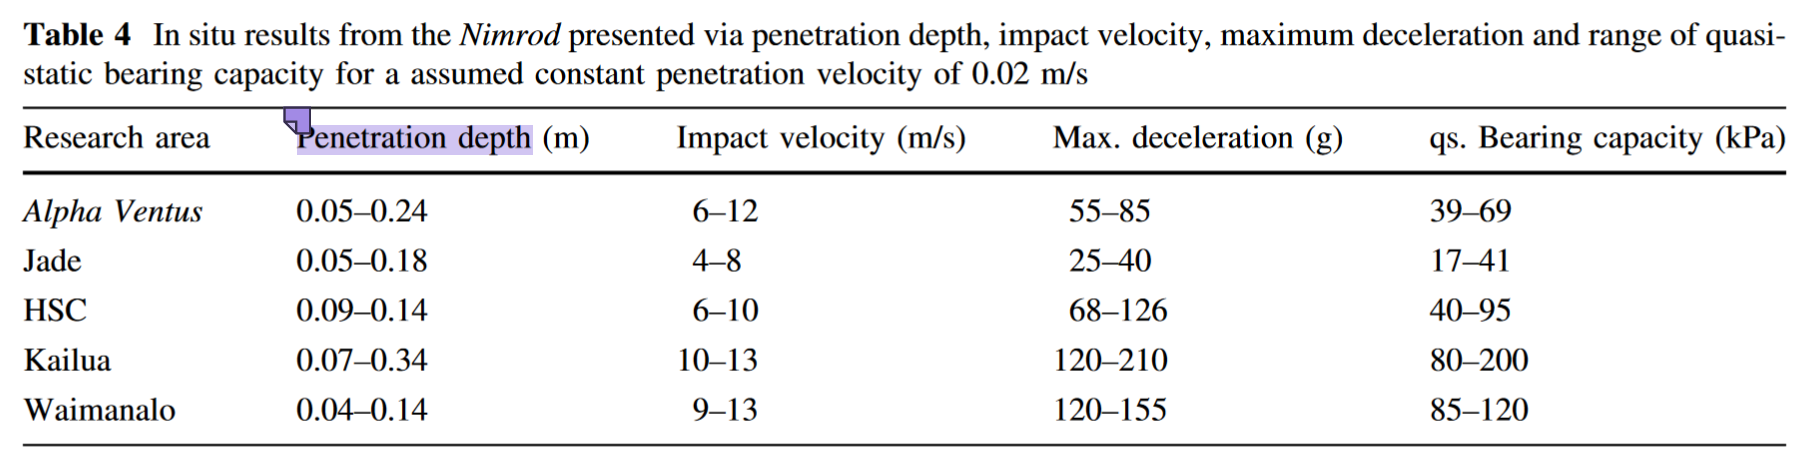 Table 4 In situ results from the Nimrod presented via penetration depth, impact velocity, maximum deceleration and range of quasi-
static bearing capacity for a assumed constant penetration velocity of 0.02 m/s
Research area Penetration depth (m) Impact velocity (m/s) Max. deceleration (g) qs. Bearing capacity (kPa)
Alpha Ventus 0.05–0.24 6–12 55–85 39–69
Jade 0.05–0.18 4–8 25–40 17–41
HSC 0.09–0.14 6–10 68–126 40–95
Kailua 0.07–0.34 10–13 120–210 80–200
Waimanalo 0.04–0.14 9–13 120–155 85–120